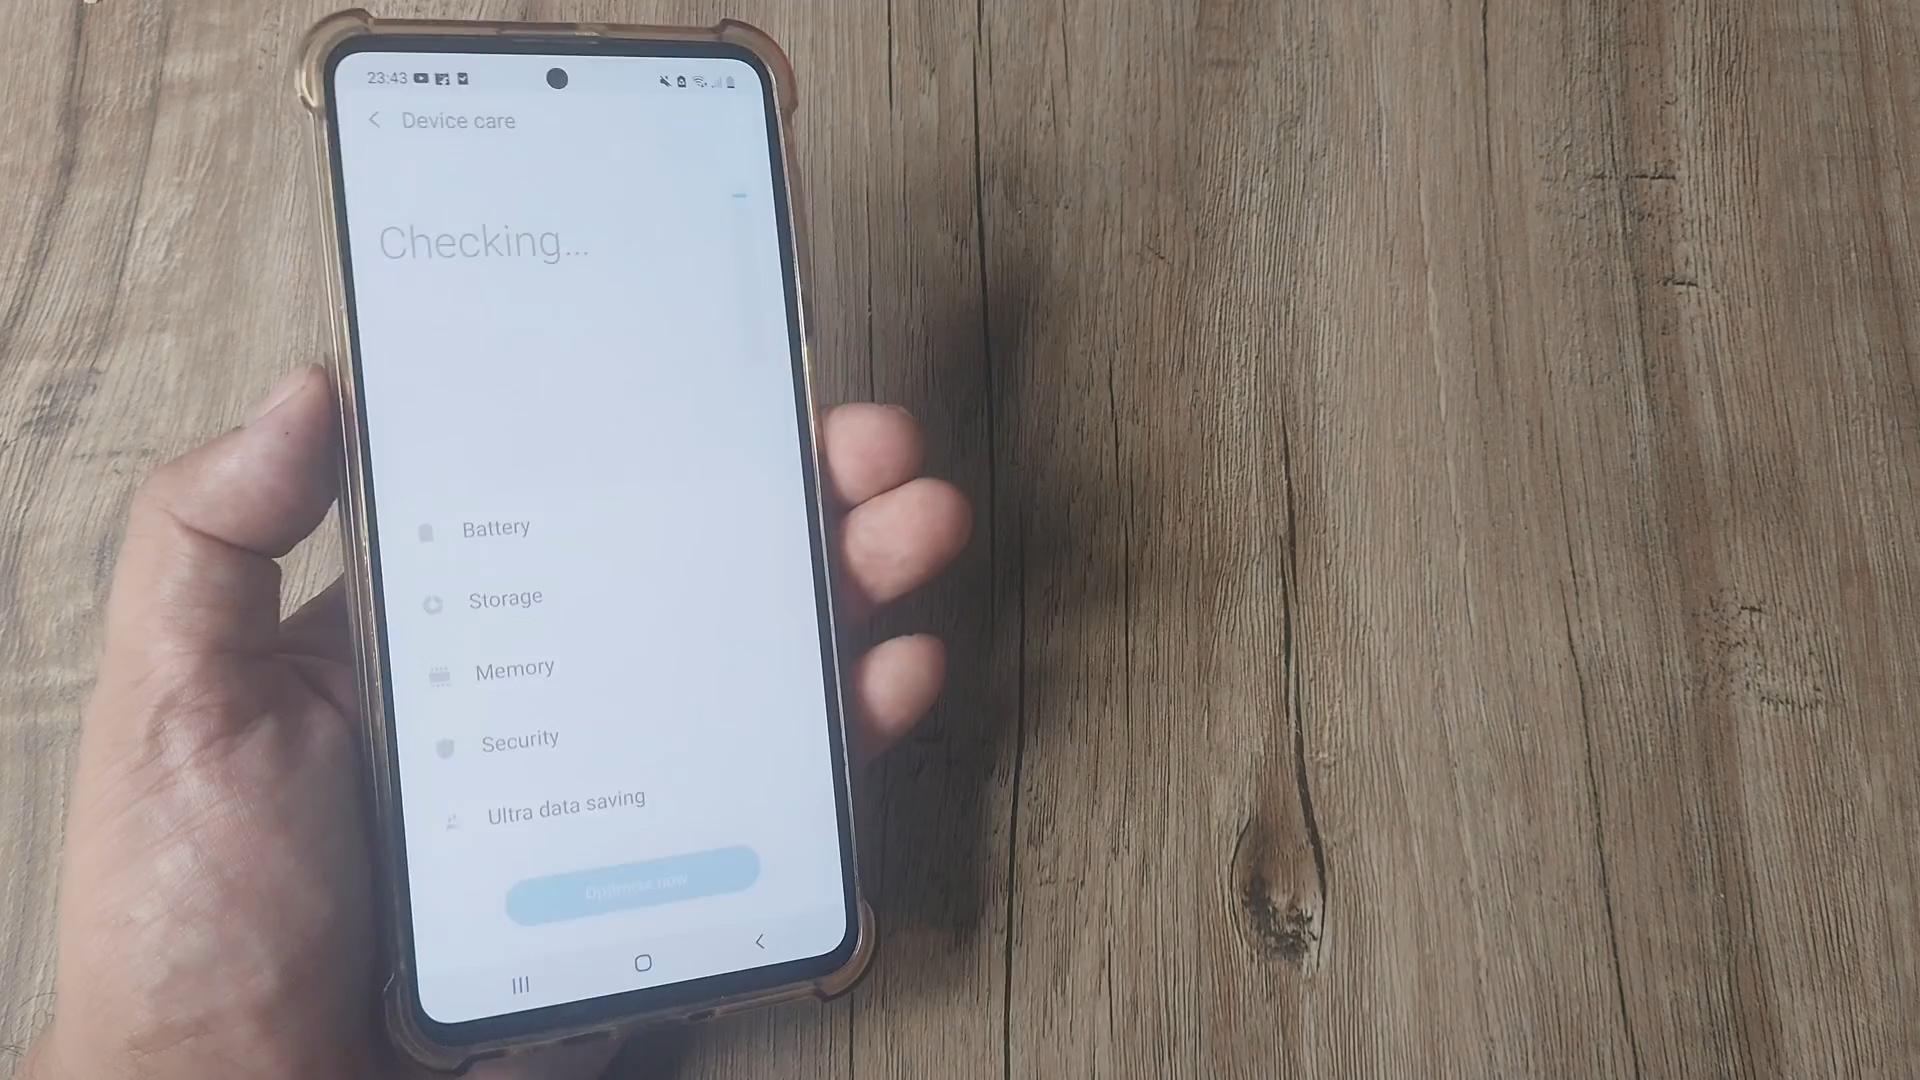 23:43
Device care
Checking...
Battery
Storage
Memory
Security
Ultra data saving
Optimise now